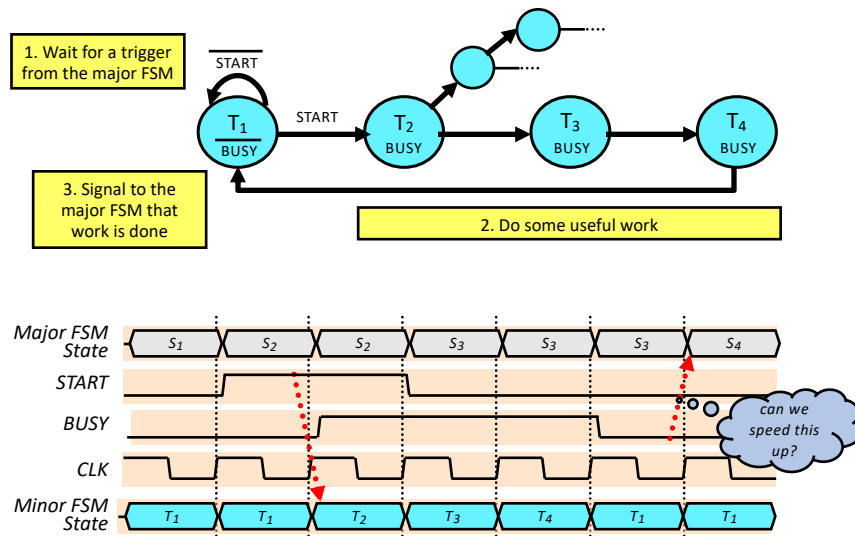 1. Wait for a trigger
from the major FSM
START
START
T1
BUSY
T2
BUSY
T3
BUSY
T4
BUSY
3. Signal to the
major FSM that
work is done
2. Do some useful work
Major FSM
State
S1 S2 S2 S3 S3 S3 S4
START
BUSY
can we
speed this
up?
CLK
Minor FSM
State
T1 T1 T2 T3 T4 T1 T1